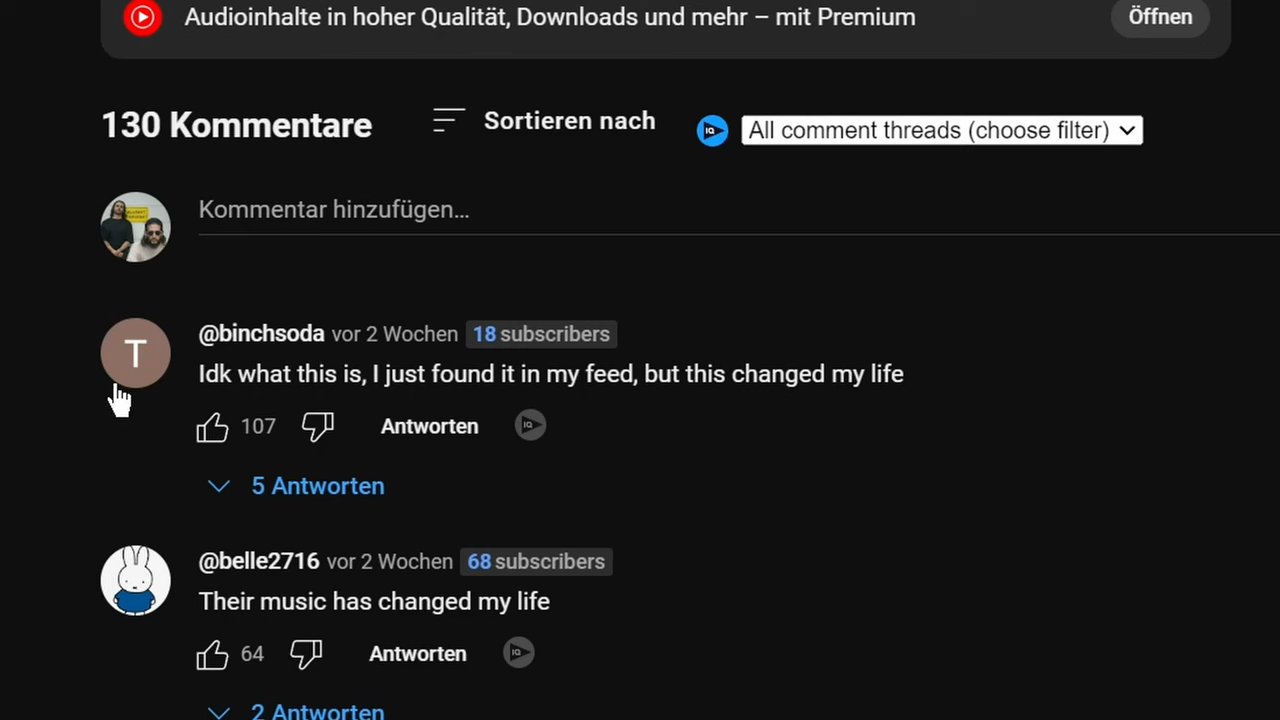 Audioinhalte in hoher Qualität, Downloads und mehr – mit Premium
Öffnen
130 Kommentare
Sortieren nach
IQ
All comment threads (choose filter)
Kommentar hinzufügen...
T
@binchsoda vor 2 Wochen 18 subscribers
Idk what this is, I just found it in my feed, but this changed my life
107
Antworten
IQ
5 Antworten
@belle2716 vor 2 Wochen 68 subscribers
Their music has changed my life
64
Antworten
IQ
2 Antworten